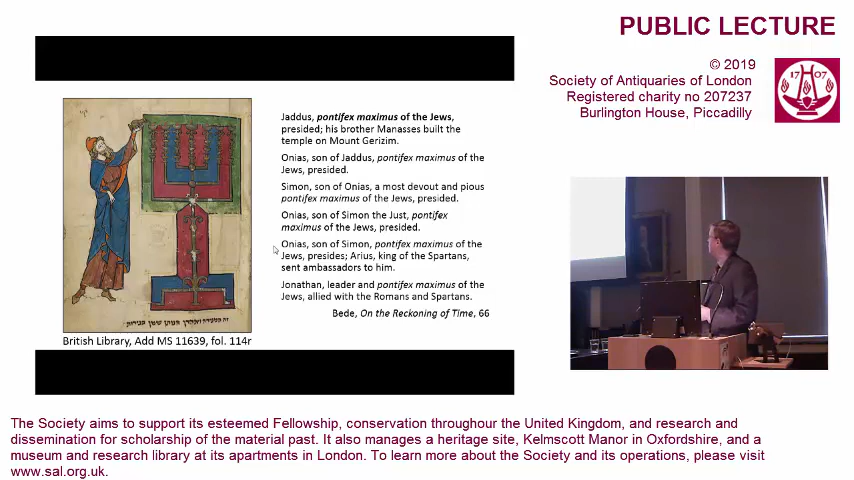 PUBLIC LECTURE
© 2019
Society of Antiquaries of London
Registered charity no 207237
Burlington House, Piccadilly
1707
Jaddus, pontifex maximus of the Jews,
presided; his brother Manasses built the
temple on Mount Gerizim.
Onias, son of Jaddus, pontifex maximus of the
Jews, presided.
Simon, son of Onias, a most devout and pious
pontifex maximus of the Jews, presided.
Onias, son of Simon the Just, pontifex
maximus of the Jews, presided.
Onias, son of Simon, pontifex maximus of the
Jews, presides; Arius, king of the Spartans,
sent ambassadors to him.
Jonathan, leader and pontifex maximus of the
Jews, allied with the Romans and Spartans.
Bede, On the Reckoning of Time, 66
British Library, Add MS 11639, fol. 114r
The Society aims to support its esteemed Fellowship, conservation throughour the United Kingdom, and research and
dissemination for scholarship of the material past. It also manages a heritage site, Kelmscott Manor in Oxfordshire, and a
museum and research library at its apartments in London. To learn more about the Society and its operations, please visit
www.sal.org.uk.